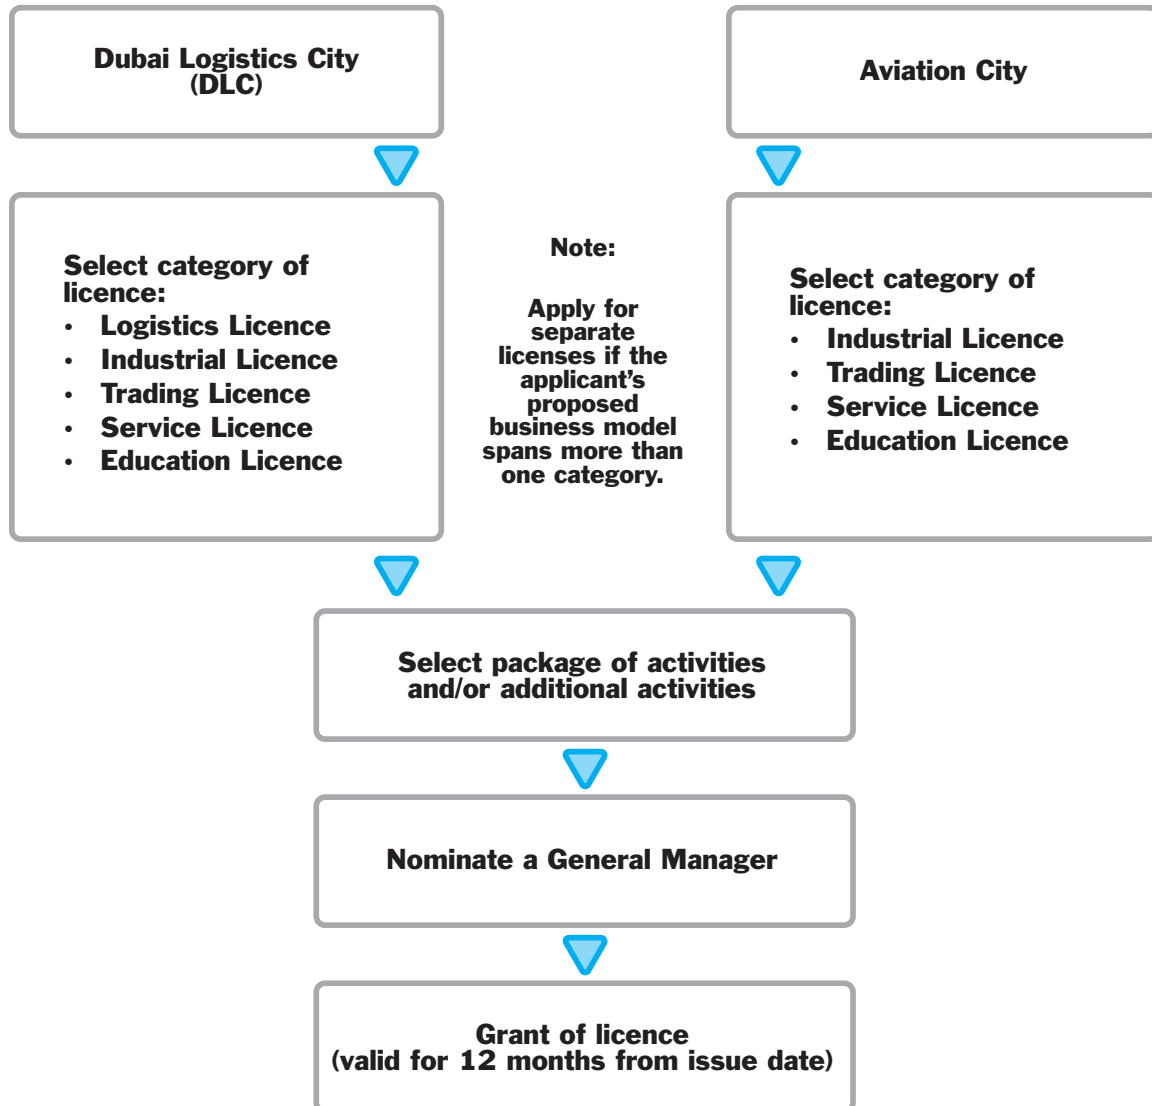 Dubai Logistics City
(DLC)
Aviation City
Select category of
licence:
• Logistics Licence
• Industrial Licence
• Trading Licence
• Service Licence
• Education Licence
Note:
Apply for
separate
licenses if the
applicant’s
proposed
business model
spans more than
one category.
Select category of
licence:
• Industrial Licence
• Trading Licence
• Service Licence
• Education Licence
Select package of activities
and/or additional activities
Nominate a General Manager
Grant of licence
(valid for 12 months from issue date)